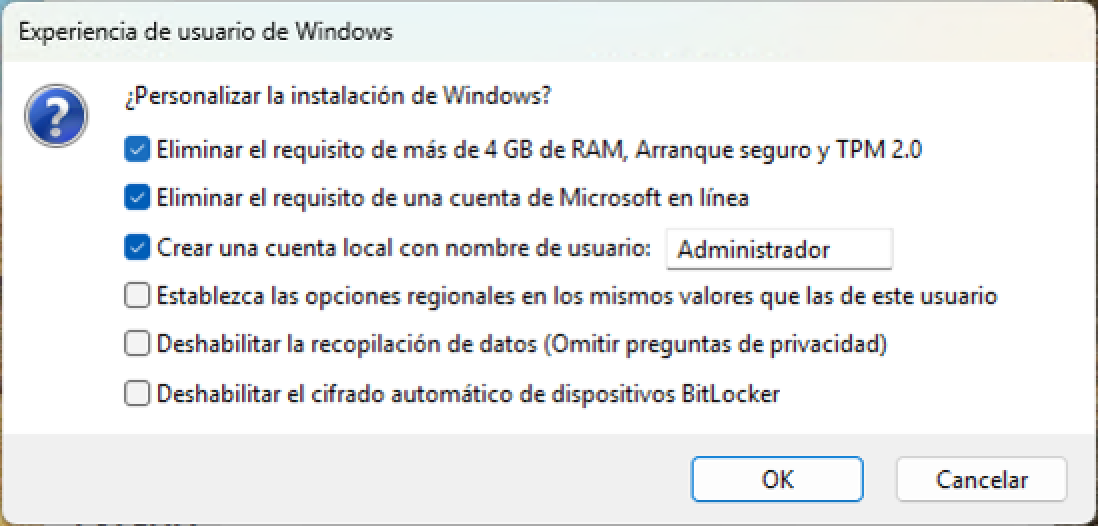 Experiencia de usuario de Windows
¿Personalizar la instalación de Windows?
Eliminar el requisito de más de 4 GB de RAM, Arranque seguro y TPM 2.0
Eliminar el requisito de una cuenta de Microsoft en línea
Crear una cuenta local con nombre de usuario: Administrador
Establezca las opciones regionales en los mismos valores que las de este usuario
Deshabilitar la recopilación de datos (Omitir preguntas de privacidad)
Deshabilitar el cifrado automático de dispositivos BitLocker
OK Cancelar